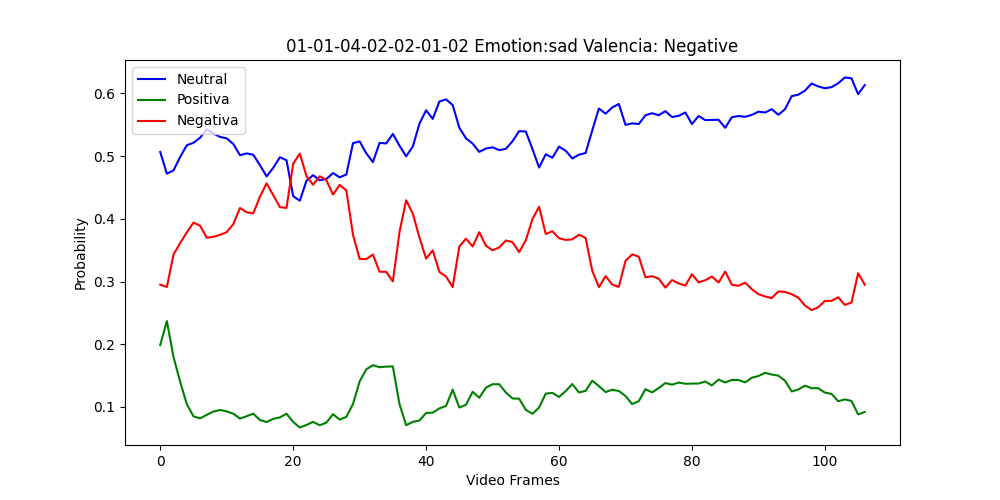 01-01-04-02-02-01-02 Emotion:sad Valencia: Negative
Neutral
Positiva
Negativa
Probability
0.6
0.5
0.4
0.3
0.2
0.1
0 20 40 60 80 100
Video Frames